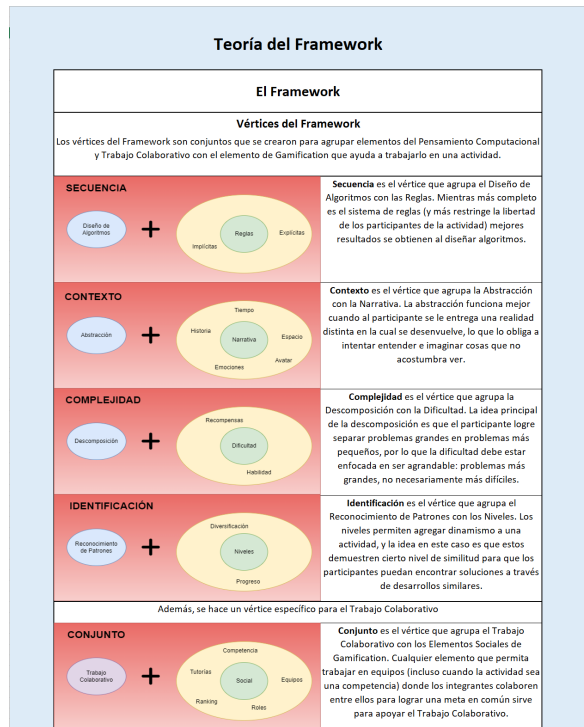 Teoría del Framework
El Framework
Vértices del Framework
Los vértices del Framework son conjuntos que se crearon para agrupar elementos del Pensamiento Computacional
y Trabajo Colaborativo con el elemento de Gamification que ayuda a trabajarlo en una actividad.
SECUENCIA
Diseño de
Algoritmos
+
Implícitas
Reglas
Explícitas
Secuencia es el vértice que agrupa el Diseño de
Algoritmos con las Reglas. Mientras más completo
es el sistema de reglas (y más restringe la libertad
de los participantes de la actividad) mejores
resultados se obtienen al diseñar algoritmos.
CONTEXTO
Abstracción
+
Tiempo
Historia
Narrativa
Espacio
Emociones
Avatar
Contexto es el vértice que agrupa la Abstracción
con la Narrativa. La abstracción funciona mejor
cuando al participante se le entrega una realidad
distinta en la cual se desenvuelve, lo que lo obliga a
intentar entender e imaginar cosas que no
acostumbra ver.
COMPLEJIDAD
Descomposición
+
Recompensas
Dificultad
Habilidad
Complejidad es el vértice que agrupa la
Descomposición con la Dificultad. La idea principal
de la descomposición es que el participante logre
separar problemas grandes en problemas más
pequeños, por lo que la dificultad debe estar
enfocada en ser agrandable: problemas más
grandes, no necesariamente más difíciles.
IDENTIFICACIÓN
Reconocimiento
de Patrones
+
Diversificación
Niveles
Progreso
Identificación es el vértice que agrupa el
Reconocimiento de Patrones con los Niveles. Los
niveles permiten agregar dinamismo a una
actividad, y la idea en este caso es que estos
demuestren cierto nivel de similitud para que los
participantes puedan encontrar soluciones a través
de desarrollos similares.
Además, se hace un vértice específico para el Trabajo Colaborativo
CONJUNTO
Trabajo
Colaborativo
+
Competencia
Tutorías
Social
Equipos
Ranking
Roles
Conjunto es el vértice que agrupa el Trabajo
Colaborativo con los Elementos Sociales de
Gamification. Cualquier elemento que permita
trabajar en equipos (incluso cuando la actividad sea
una competencia) donde los integrantes colaboren
entre ellos para lograr una meta en común sirve
para apoyar el Trabajo Colaborativo.